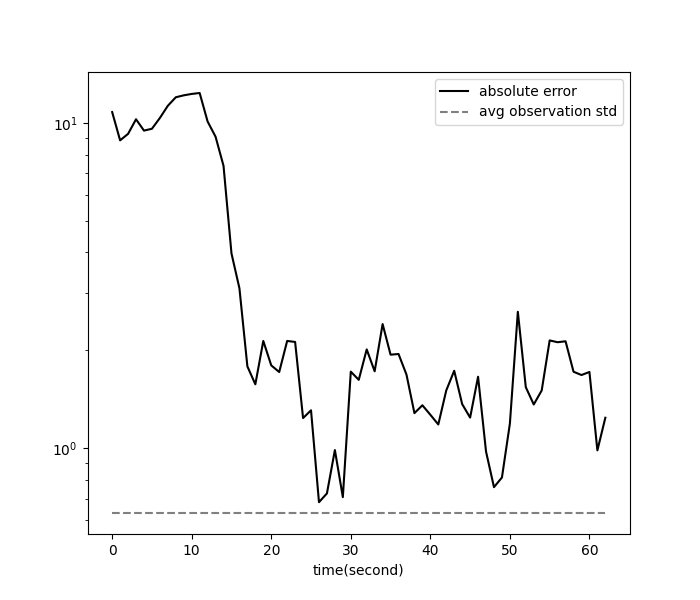 absolute error
avg observation std
10¹
10⁰
0 10 20 30 40 50 60
time(second)